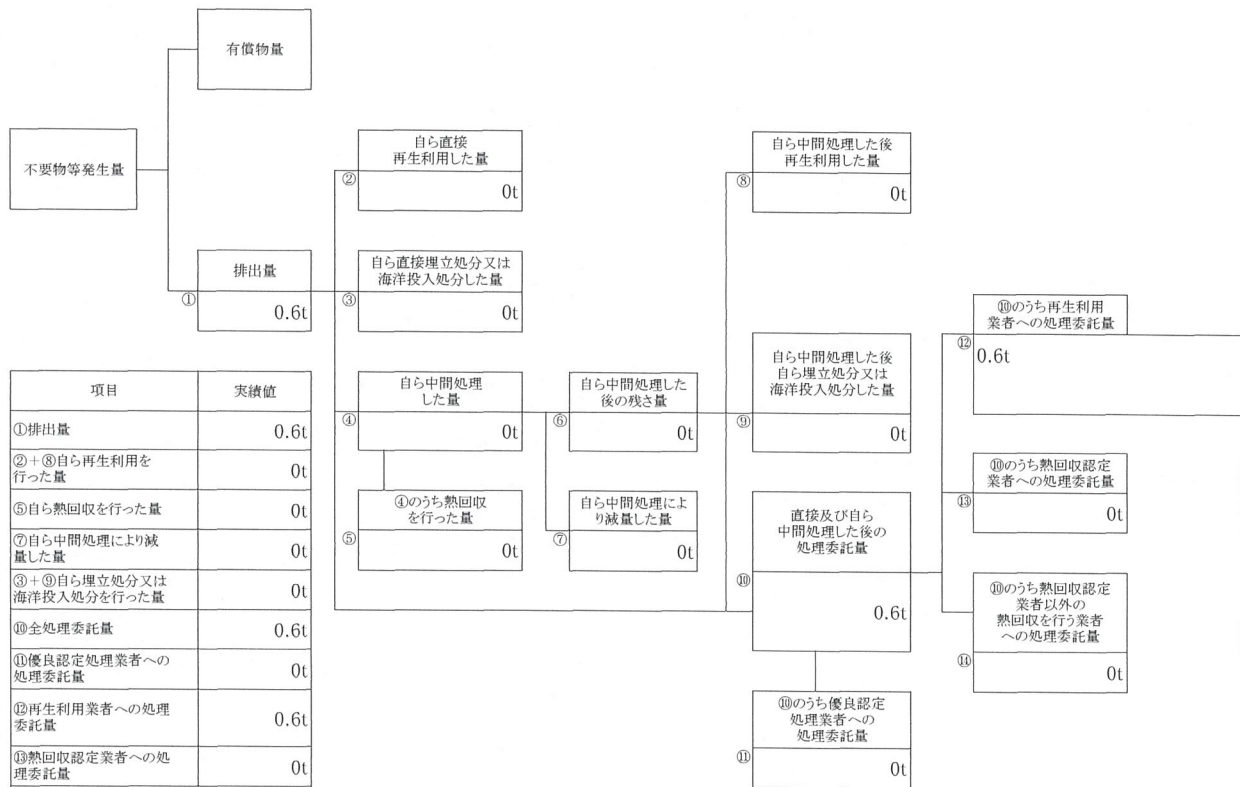 有償物量
不要物等発生量
排出量
①
0.6t
自ら直接
再生利用した量
②
0t
自ら直接埋立処分又は
海洋投入処分した量
③
0t
自ら中間処理
した量
④
0t
④のうち熱回収
を行った量
⑤
0t
自ら中間処理した
後の残さ量
⑥
0t
自ら中間処理によ
り減量した量
⑦
0t
自ら中間処理した後
再生利用した量
⑧
0t
自ら中間処理した後
自ら埋立処分又は
海洋投入処分した量
⑨
0t
直接及び自ら
中間処理した後の
処理委託量
⑩
0.6t
⑩のうち優良認定
処理業者への
処理委託量
⑪
0t
⑩のうち再生利用
業者への処理委託量
⑫
0.6t
⑩のうち熱回収認定
業者への処理委託量
⑬
0t
⑩のうち熱回収認定
業者以外の
熱回収を行う業者
への処理委託量
⑭
0t
項目 実績値
①排出量 0.6t
②+⑧自ら再生利用を
行った量 0t
⑤自ら熱回収を行った量 0t
⑦自ら中間処理により減
量した量 0t
③+⑨自ら埋立処分又は
海洋投入処分を行った量 0t
⑩全処理委託量 0.6t
⑪優良認定処理業者への
処理委託量 0t
⑫再生利用業者への処理
委託量 0.6t
⑬熱回収認定業者への処
理委託量 0t